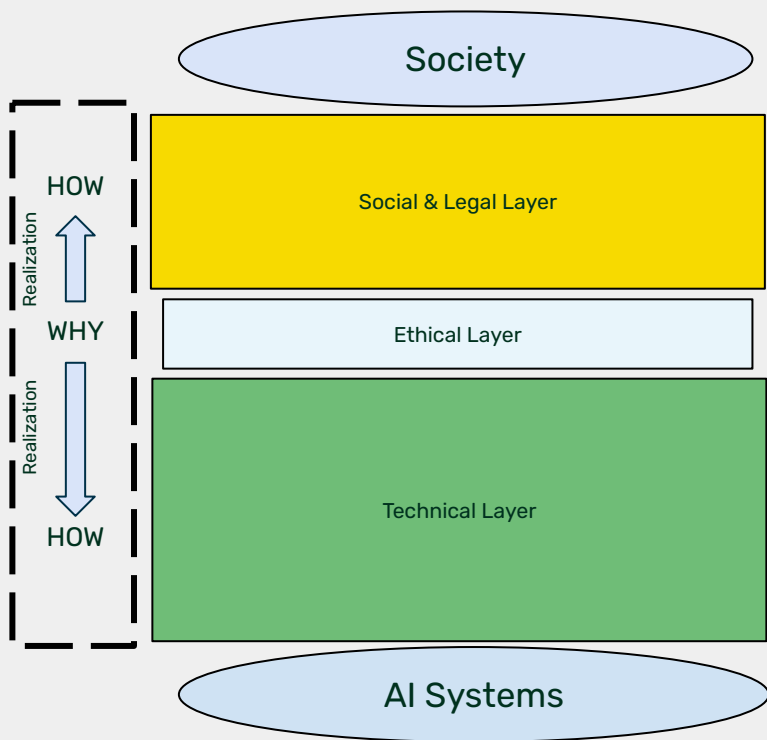 Society
HOW
Realization
Social & Legal Layer
WHY
Ethical Layer
Realization
HOW
Technical Layer
AI Systems